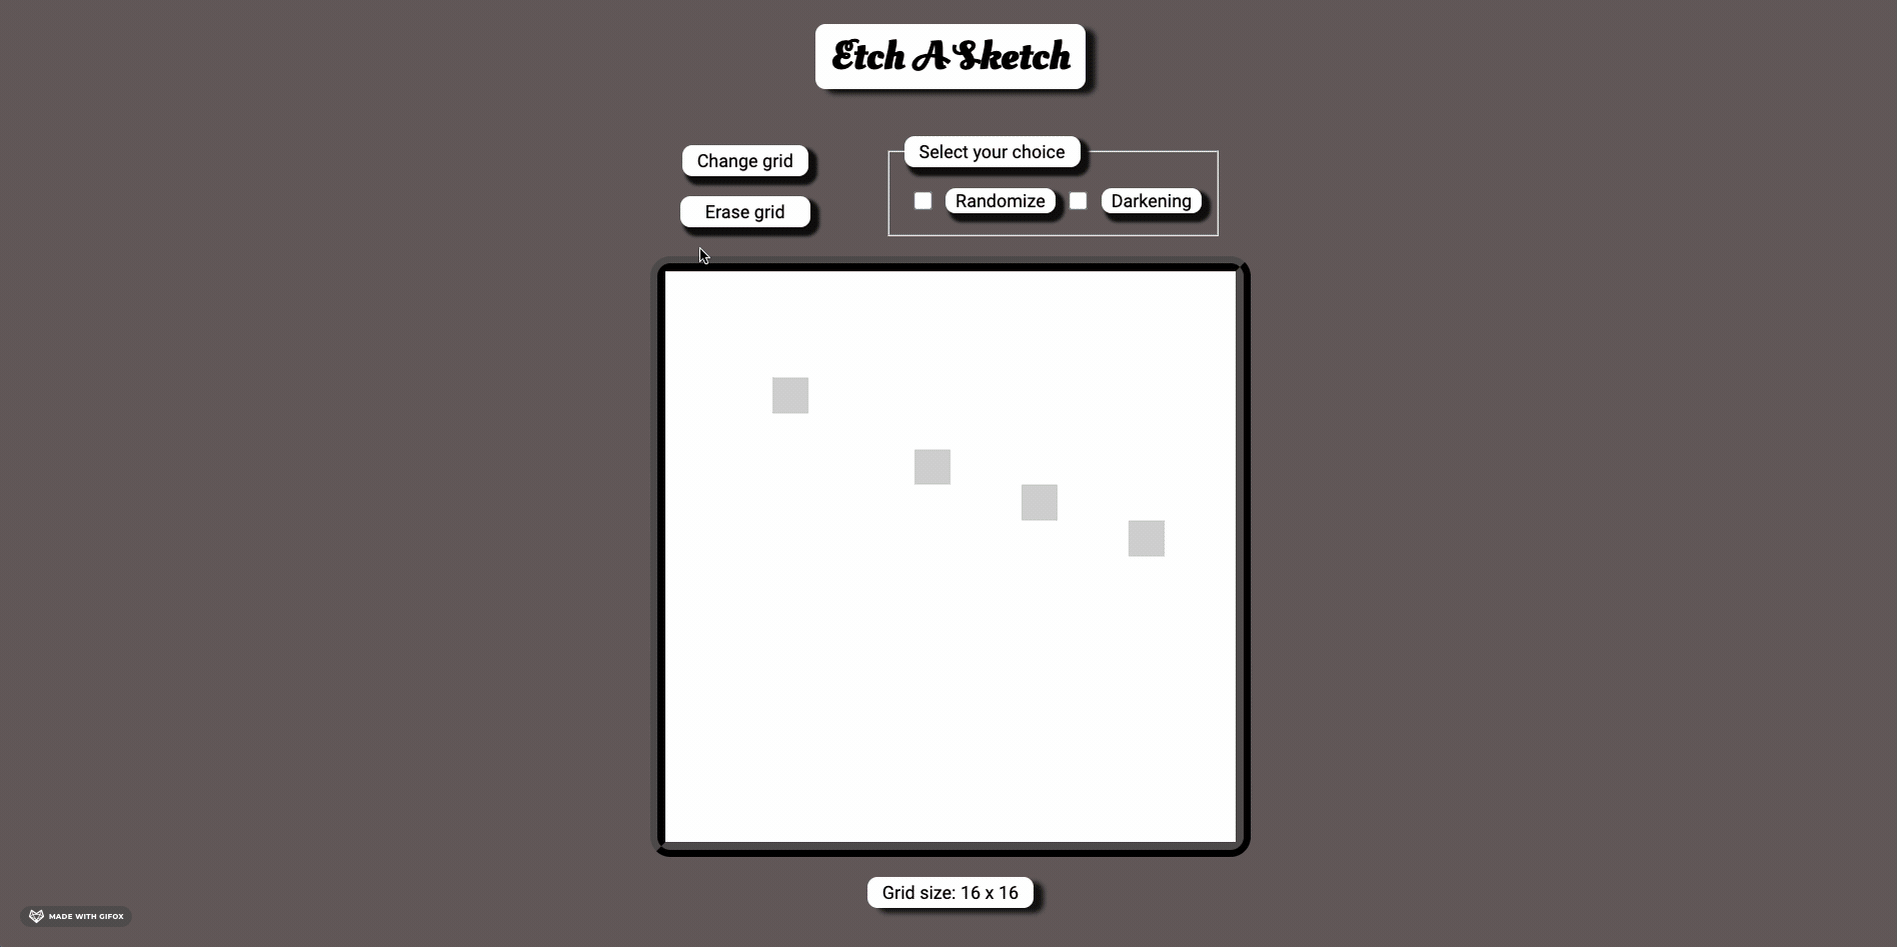 Etch A Sketch
Change grid
Select your choice
Randomize Darkening
Erase grid
Grid size: 16 x 16
MADE WITH GIFOX